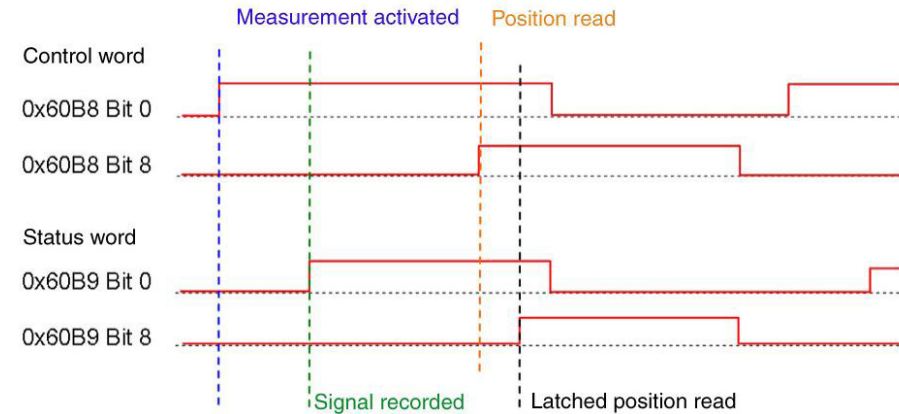 Measurement activated
Position read
Control word
0x60B8 Bit 0
0x60B8 Bit 8
Status word
0x60B9 Bit 0
0x60B9 Bit 8
Signal recorded
Latched position read